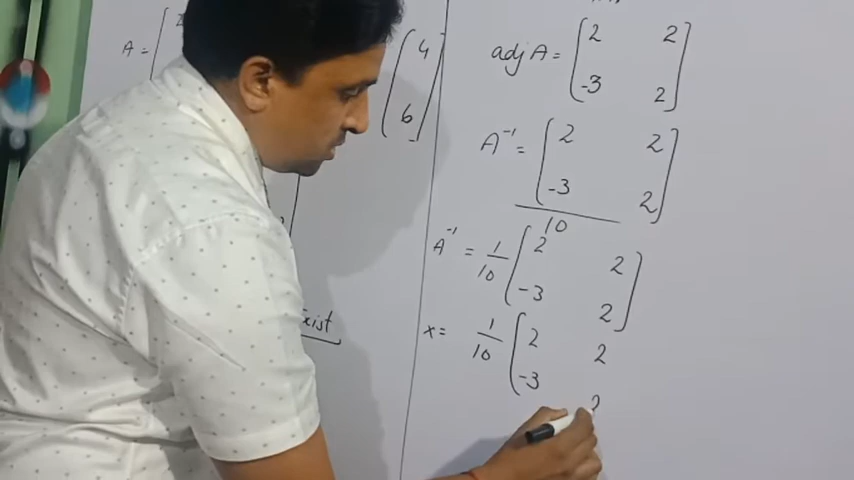 A = [
[4
6]
Exist
adj A = [2 2
-3 2]
A⁻¹ = [2 2
-3 2]
10
A⁻¹ = 1/10 [2 2
-3 2]
x = 1/10 [2 2
-3 2